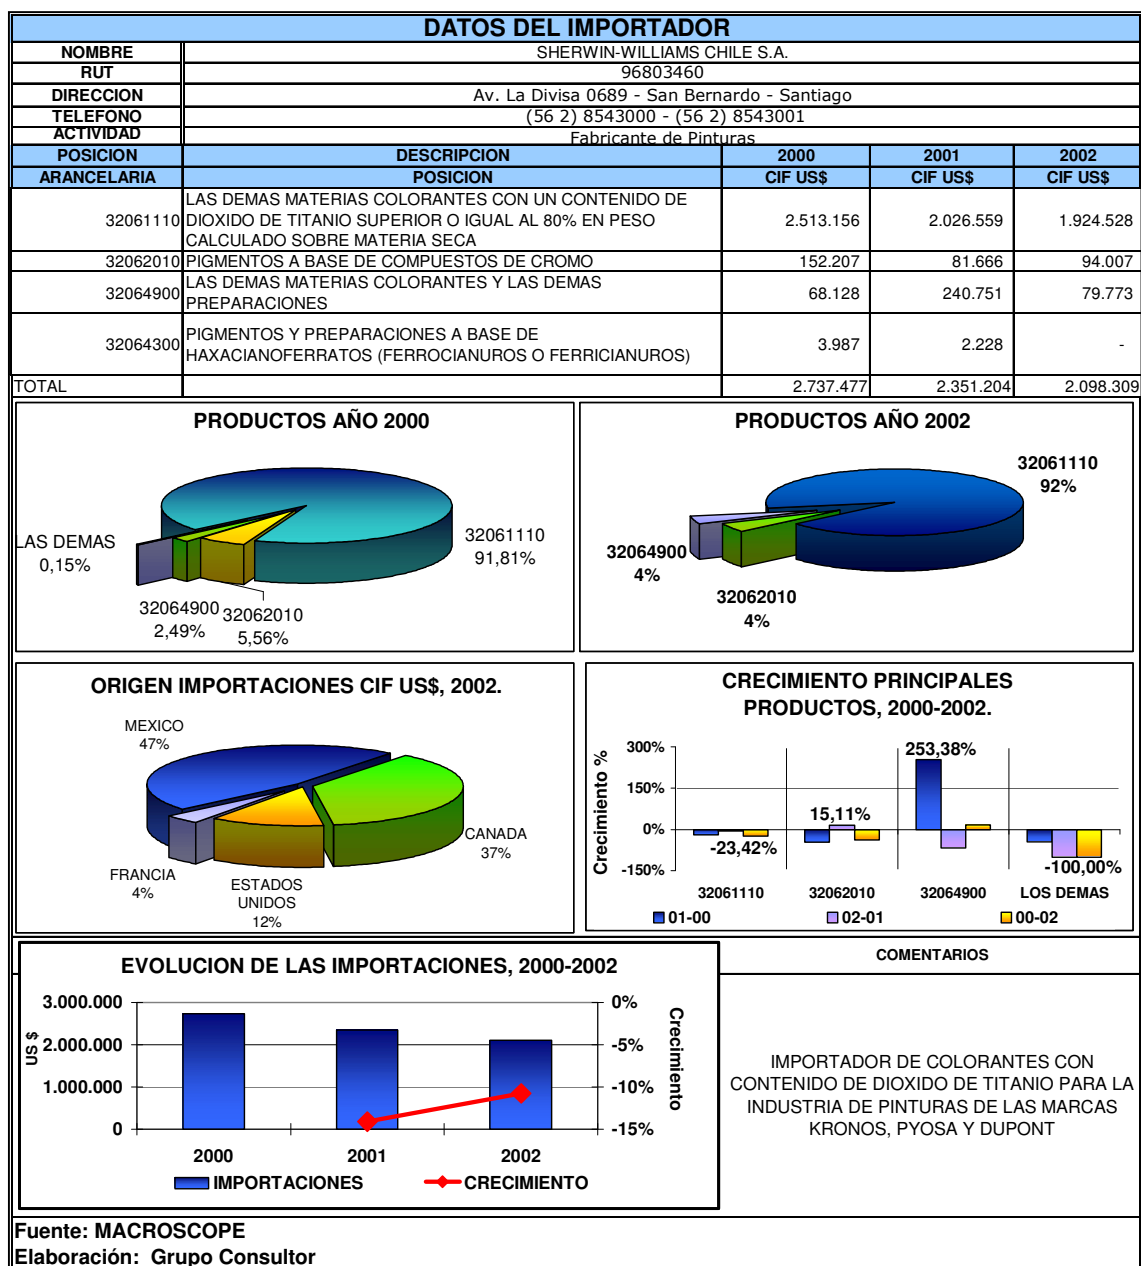 DATOS DEL IMPORTADOR
NOMBRE SHERWIN-WILLIAMS CHILE S.A.
RUT 96803460
DIRECCION Av. La Divisa 0689 - San Bernardo - Santiago
TELEFONO (56 2) 8543000 - (56 2) 8543001
ACTIVIDAD Fabricante de Pinturas
POSICION DESCRIPCION 2000 2001 2002
ARANCELARIA POSICION CIF US$ CIF US$ CIF US$
LAS DEMAS MATERIAS COLORANTES CON UN CONTENIDO DE
32061110 DIOXIDO DE TITANIO SUPERIOR O IGUAL AL 80% EN PESO 2.513.156 2.026.559 1.924.528
CALCULADO SOBRE MATERIA SECA
32062010 PIGMENTOS A BASE DE COMPUESTOS DE CROMO 152.207 81.666 94.007
32064900 LAS DEMAS MATERIAS COLORANTES Y LAS DEMAS 68.128 240.751 79.773
PREPARACIONES
32064300 PIGMENTOS Y PREPARACIONES A BASE DE 3.987 2.228 -
HAXACIANOFERRATOS (FERROCIANUROS O FERRICIANUROS)
TOTAL 2.737.477 2.351.204 2.098.309
PRODUCTOS AÑO 2000
32061110
91,81%
LAS DEMAS
0,15%
32064900
2,49%
32062010
5,56%
PRODUCTOS AÑO 2002
32061110
92%
32064900
4%
32062010
4%
ORIGEN IMPORTACIONES CIF US$, 2002.
MEXICO
47%
CANADA
37%
FRANCIA
4%
ESTADOS
UNIDOS
12%
CRECIMIENTO PRINCIPALES
PRODUCTOS, 2000-2002.
Crecimiento %
300%
150%
0%
-150%
253,38%
15,11%
-23,42%
-100,00%
32061110 32062010 32064900 LOS DEMAS
01-00 02-01 00-02
EVOLUCION DE LAS IMPORTACIONES, 2000-2002
US $
3.000.000
2.000.000
1.000.000
0
0%
-5%
-10%
-15%
Crecimiento
2000 2001 2002
IMPORTACIONES CRECIMIENTO
COMENTARIOS
IMPORTADOR DE COLORANTES CON
CONTENIDO DE DIOXIDO DE TITANIO PARA LA
INDUSTRIA DE PINTURAS DE LAS MARCAS
KRONOS, PYOSA Y DUPONT
Fuente: MACROSCOPE
Elaboración: Grupo Consultor